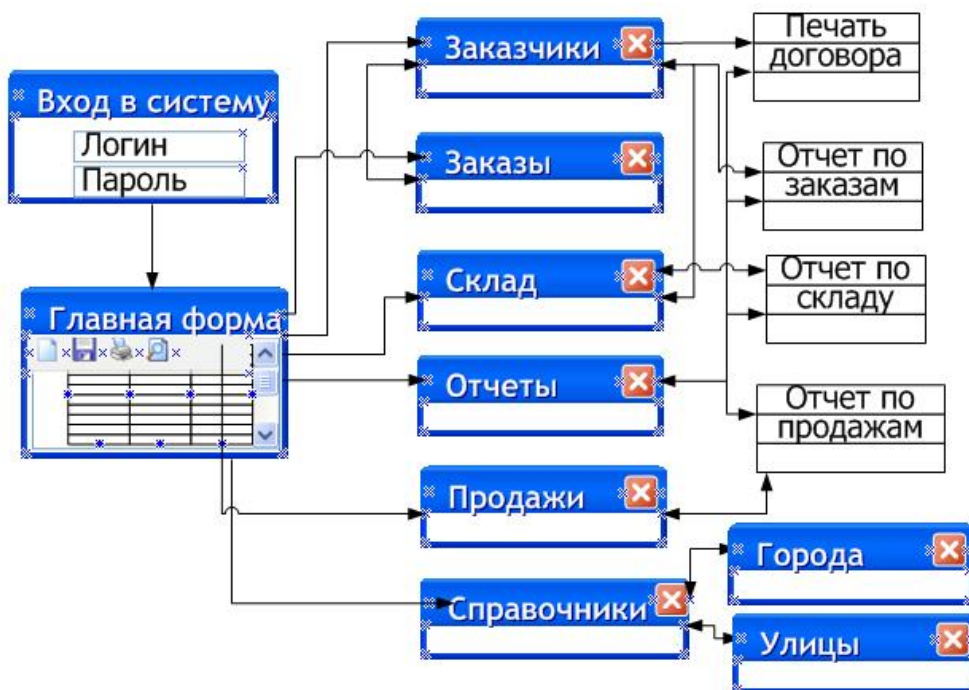 Вход в систему
Логин
Пароль
Главная форма
Заказчики
Заказы
Склад
Отчеты
Продажи
Справочники
Печать
договора
Отчет по
заказам
Отчет по
складу
Отчет по
продажам
Города
Улицы